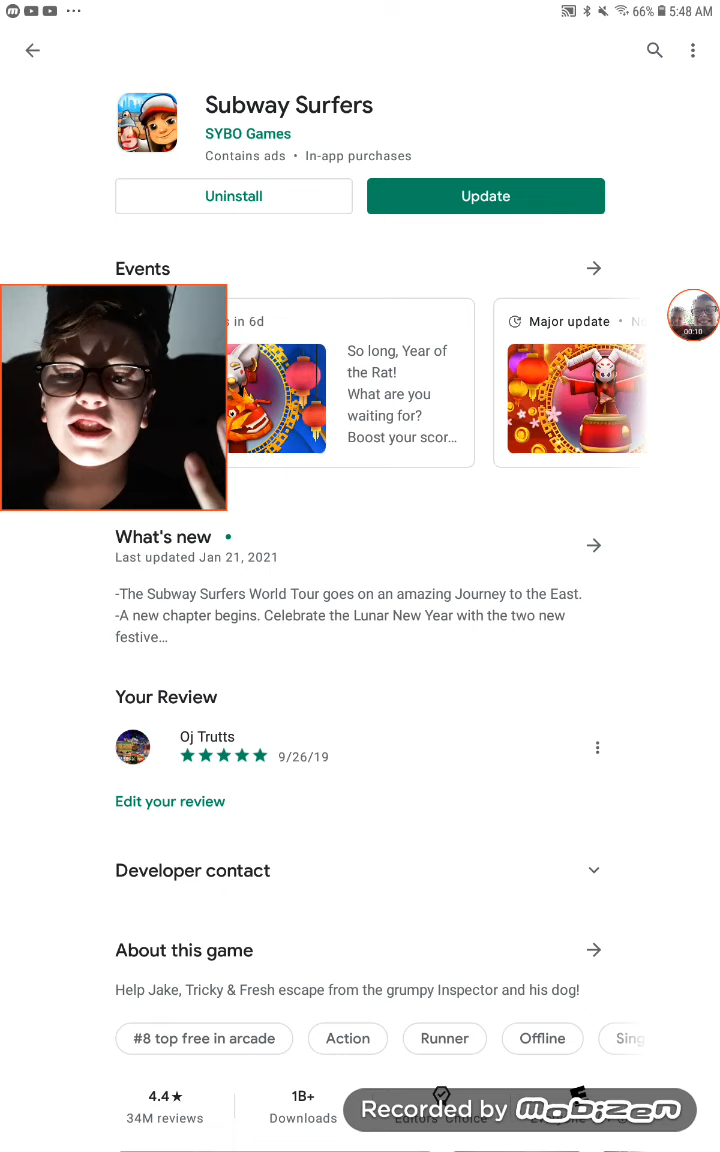 66% 5:48 AM
Subway Surfers
SYBO Games
Contains ads • In-app purchases
Uninstall
Update
Events
s in 6d
So long, Year of
the Rat!
What are you
waiting for?
Boost your scor...
Major update •
What's new
Last updated Jan 21, 2021
-The Subway Surfers World Tour goes on an amazing Journey to the East.
-A new chapter begins. Celebrate the Lunar New Year with the two new
festive...
Your Review
Oj Trutts
9/26/19
Edit your review
Developer contact
About this game
Help Jake, Tricky & Fresh escape from the grumpy Inspector and his dog!
#8 top free in arcade
Action
Runner
Offline
Sing
4.4★
34M reviews
1B+
Downloads
Editors' Choice
Recorded by mobizen
00:10